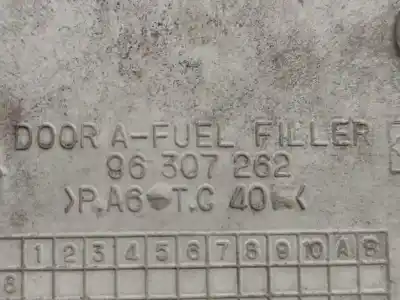 DOOR A-FUEL FILLER
96 307 262
>P.A6 T.C 40 <
1 2 3 4 5 6 7 8 9 10 A B
8